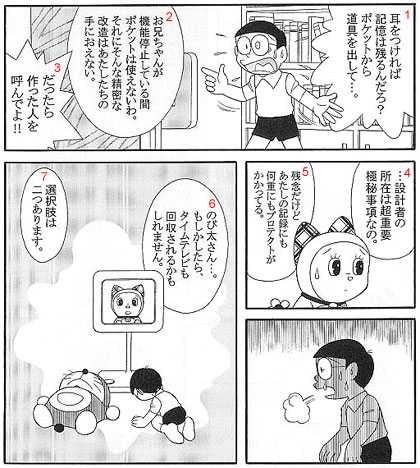 1
耳をつければ
記憶は残るんだろ？
ポケットから
道具を出して…。
2
お兄ちゃんが
機能停止している間
ポケットは使えないわ。
それにそんな精密な
改造はあたしたちの
手におえない。
3
だったら
作った人を
呼んでよ!!
4
…設計者の
所在は超重要
極秘事項なの。
5
残念だけど
あたしの記録にも
何重にもプロテクトが
かかってる。
6
のび太さん…。
もしかしたら、
タイムテレビも
回収されるかも
しれません。
7
選択肢は
二つあります。